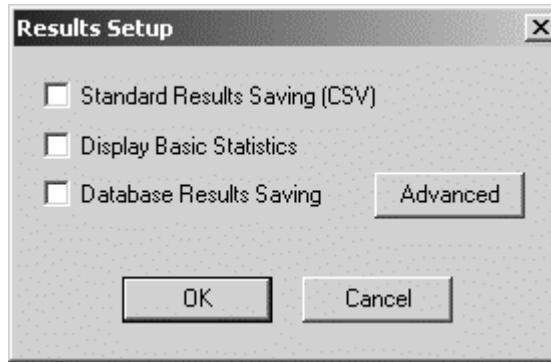 Results Setup
Standard Results Saving (CSV)
Display Basic Statistics
Database Results Saving
Advanced
OK
Cancel